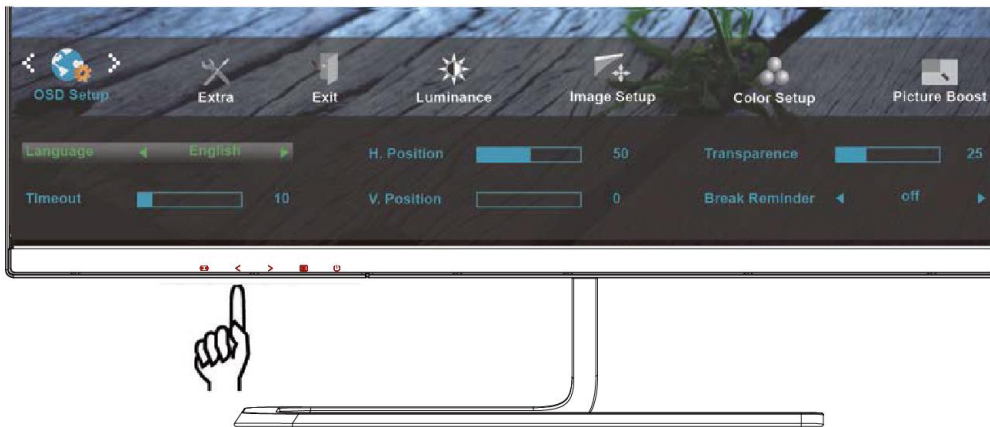 OSD Setup Extra Exit Luminance Image Setup Color Setup Picture Boost
Language English H. Position 50 Transparence 25
Timeout 10 V. Position 0 Break Reminder off